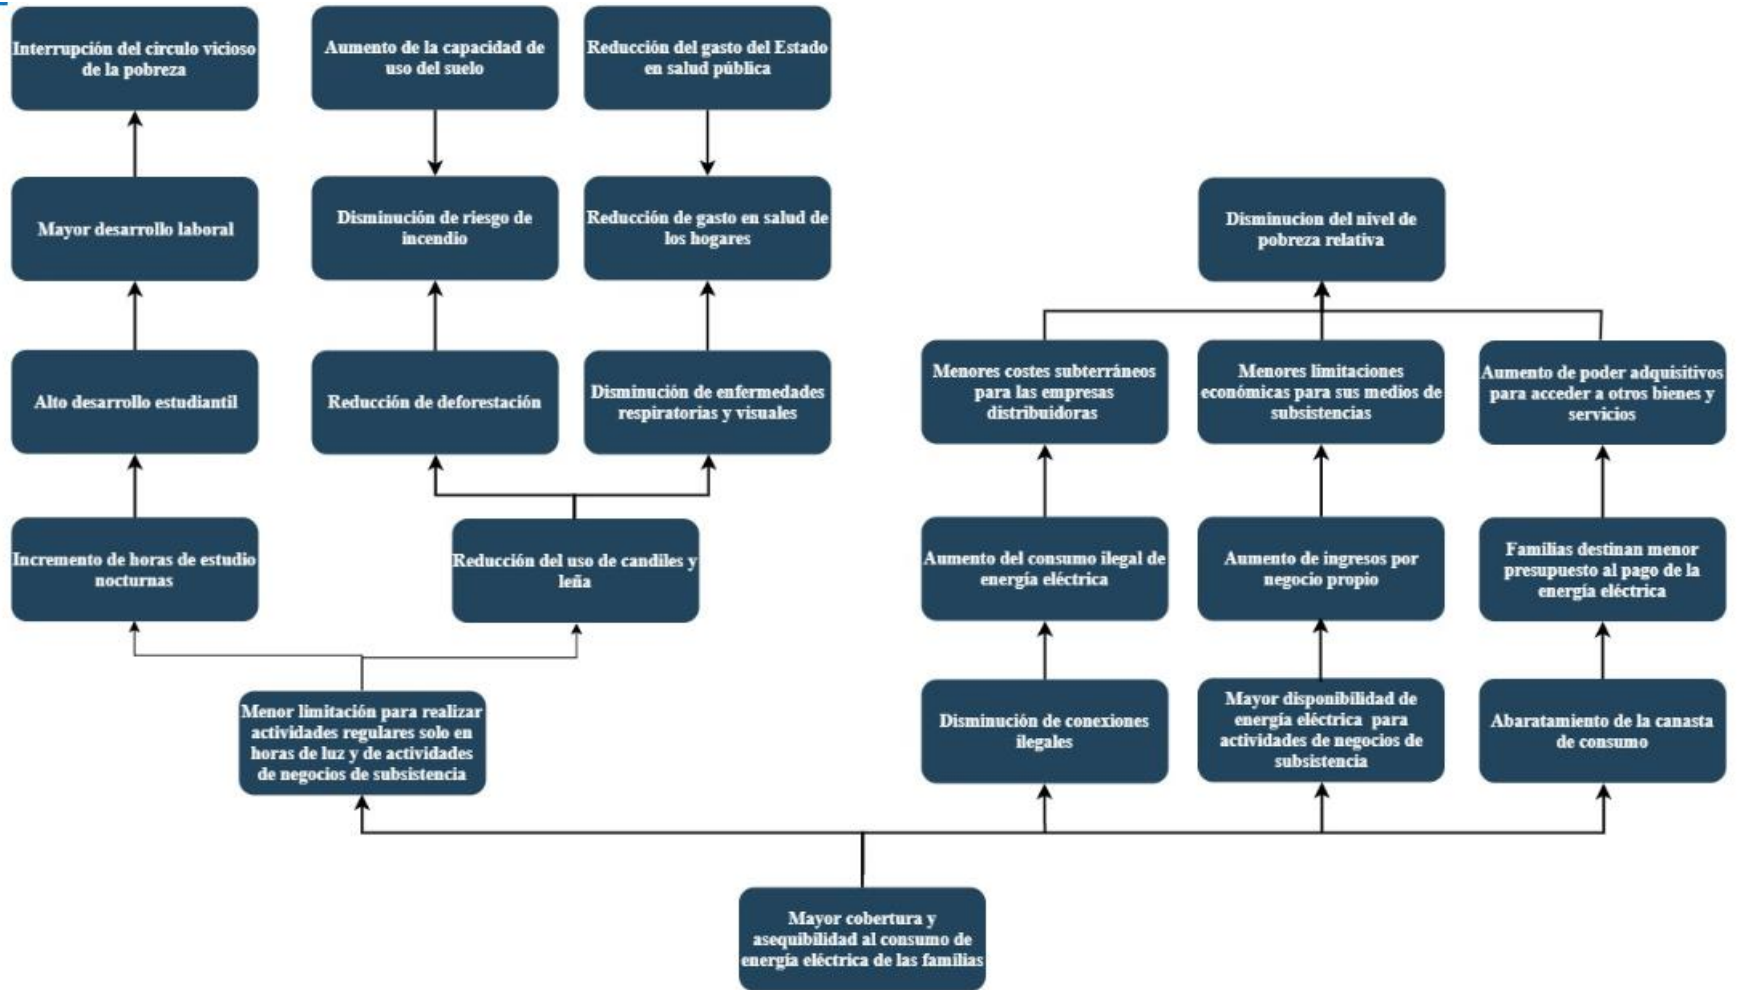 Interrupción del circulo vicioso
de la pobreza
Aumento de la capacidad de
uso del suelo
Reducción del gasto del Estado
en salud pública
Mayor desarrollo laboral
Disminución de riesgo de
incendio
Reducción de gasto en salud de
los hogares
Disminucion del nivel de
pobreza relativa
Alto desarrollo estudiantil
Reducción de deforestación
Disminución de enfermedades
respiratorias y visuales
Menores costes subterráneos
para las empresas
distribuidoras
Menores limitaciones
económicas para sus medios de
subsistencias
Aumento de poder adquisitivos
para acceder a otros bienes y
servicios
Incremento de horas de estudio
nocturnas
Reducción del uso de candiles y
leña
Aumento del consumo ilegal de
energía eléctrica
Aumento de ingresos por
negocio propio
Familias destinan menor
presupuesto al pago de la
energía eléctrica
Menor limitación para realizar
actividades regulares solo en
horas de luz y de actividades
de negocios de subsistencia
Disminución de conexiones
ilegales
Mayor disponibilidad de
energía eléctrica para
actividades de negocios de
subsistencia
Abaratamiento de la canasta
de consumo
Mayor cobertura y
asequibilidad al consumo de
energía eléctrica de las familias